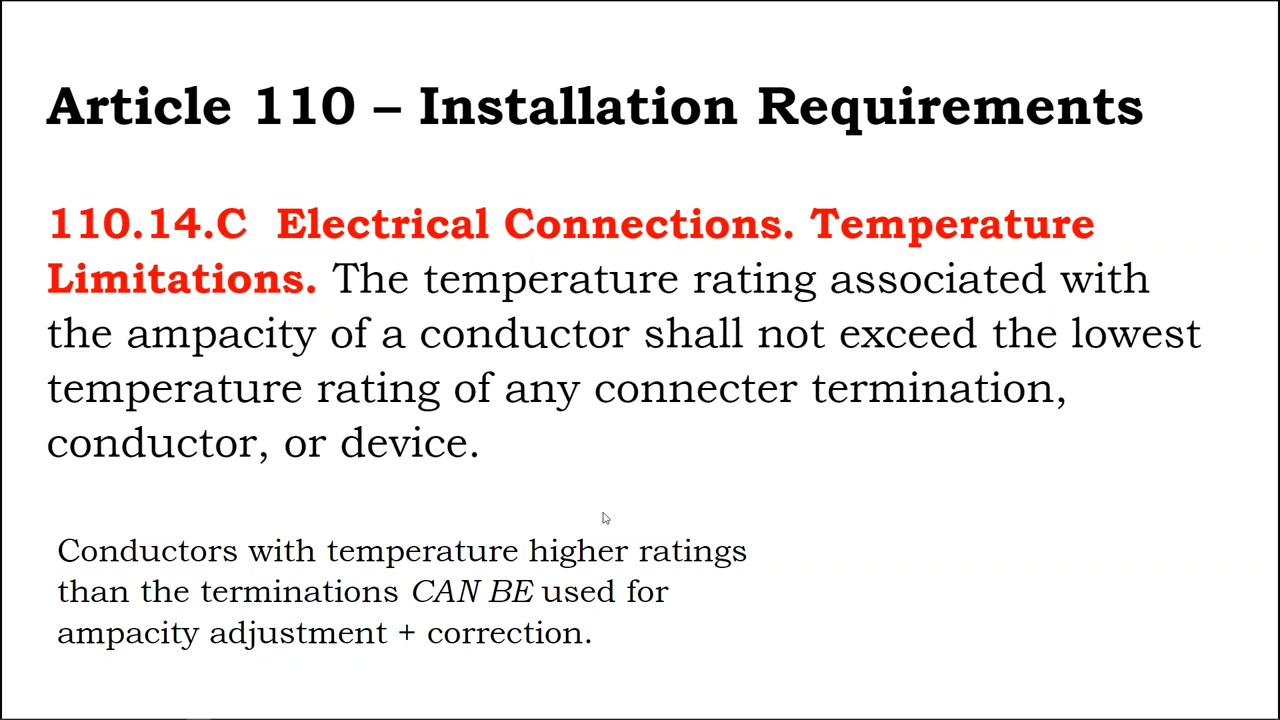 Article 110 – Installation Requirements
110.14.C Electrical Connections. Temperature
Limitations. The temperature rating associated with
the ampacity of a conductor shall not exceed the lowest
temperature rating of any connecter termination,
conductor, or device.
Conductors with temperature higher ratings
than the terminations CAN BE used for
ampacity adjustment + correction.